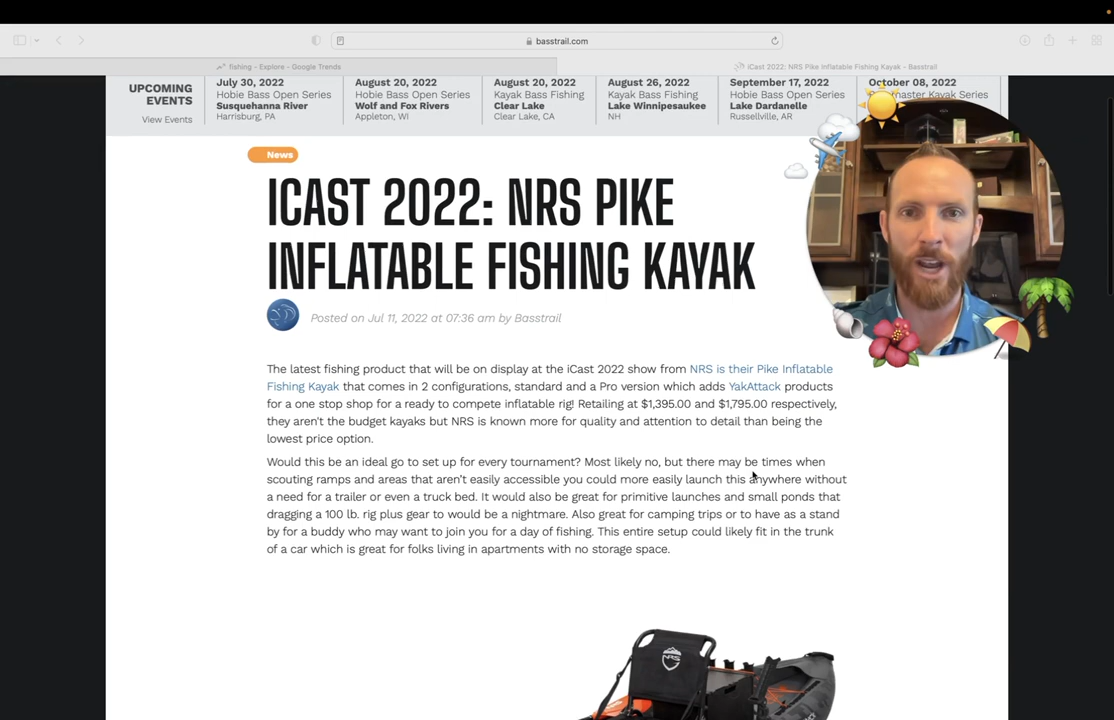 basstrail.com
fishing - Explore - Google Trends
iCast 2022: NRS Pike Inflatable Fishing Kayak - Basstrail
UPCOMING
EVENTS
View Events
July 30, 2022
Hobie Bass Open Series
Susquehanna River
Harrisburg, PA
August 20, 2022
Hobie Bass Open Series
Wolf and Fox Rivers
Appleton, WI
August 20, 2022
Kayak Bass Fishing
Clear Lake
Clear Lake, CA
August 26, 2022
Kayak Bass Fishing
Lake Winnipesaukee
NH
September 17, 2022
Hobie Bass Open Series
Lake Dardanelle
Russellville, AR
October 08, 2022
Kayak Series
News
ICAST 2022: NRS PIKE
INFLATABLE FISHING KAYAK
Posted on Jul 11, 2022 at 07:36 am by Basstrail
The latest fishing product that will be on display at the iCast 2022 show from NRS is their Pike Inflatable
Fishing Kayak that comes in 2 configurations, standard and a Pro version which adds YakAttack products
for a one stop shop for a ready to compete inflatable rig! Retailing at $1,395.00 and $1,795.00 respectively,
they aren't the budget kayaks but NRS is known more for quality and attention to detail than being the
lowest price option.
Would this be an ideal go to set up for every tournament? Most likely no, but there may be times when
scouting ramps and areas that aren't easily accessible you could more easily launch this anywhere without
a need for a trailer or even a truck bed. It would also be great for primitive launches and small ponds that
dragging a 100 lb. rig plus gear to would be a nightmare. Also great for camping trips or to have as a stand
by for a buddy who may want to join you for a day of fishing. This entire setup could likely fit in the trunk
of a car which is great for folks living in apartments with no storage space.
NRS